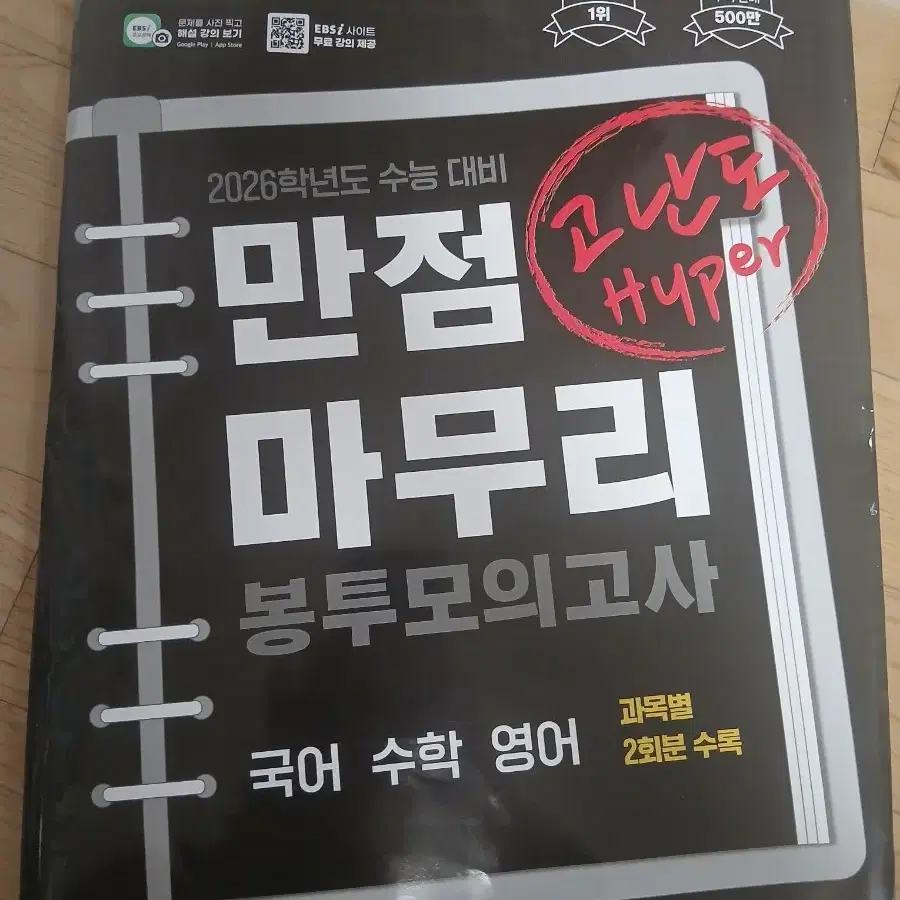 문제를 사진 찍고
해설 강의 보기
Google Play | App Store
EBSi 사이트
무료 강의 제공
1위
500만
2026학년도 수능 대비
고난도
Hyper
만점
마무리
봉투모의고사
국어 수학 영어
과목별
2회분 수록